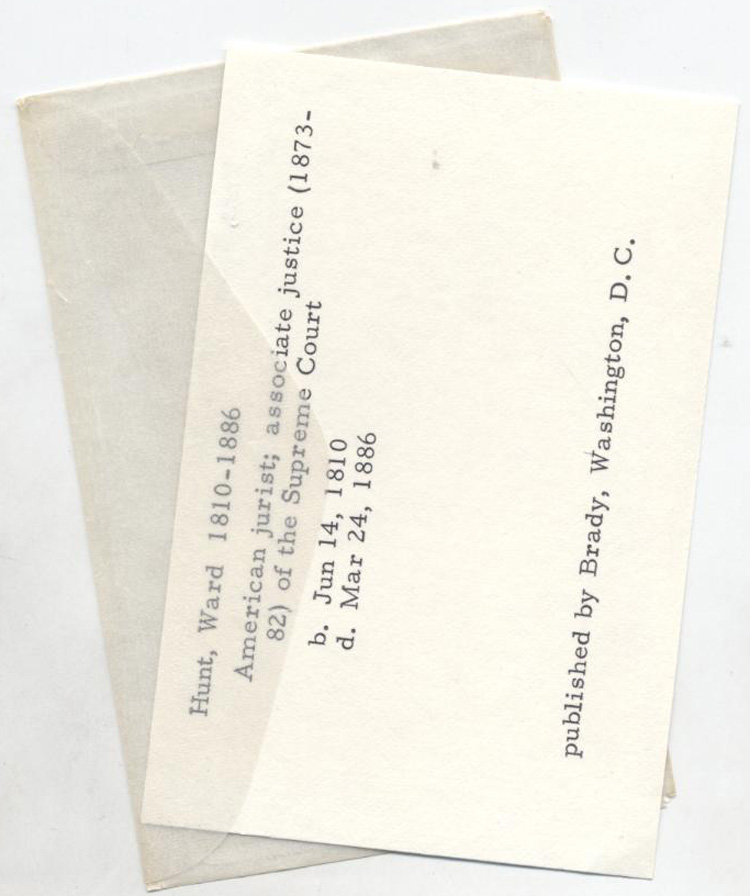 Hunt, Ward 1810-1886
American jurist; associate justice (1873-
82) of the Supreme Court
b. Jun 14, 1810
d. Mar 24, 1886
published by Brady, Washington, D. C.